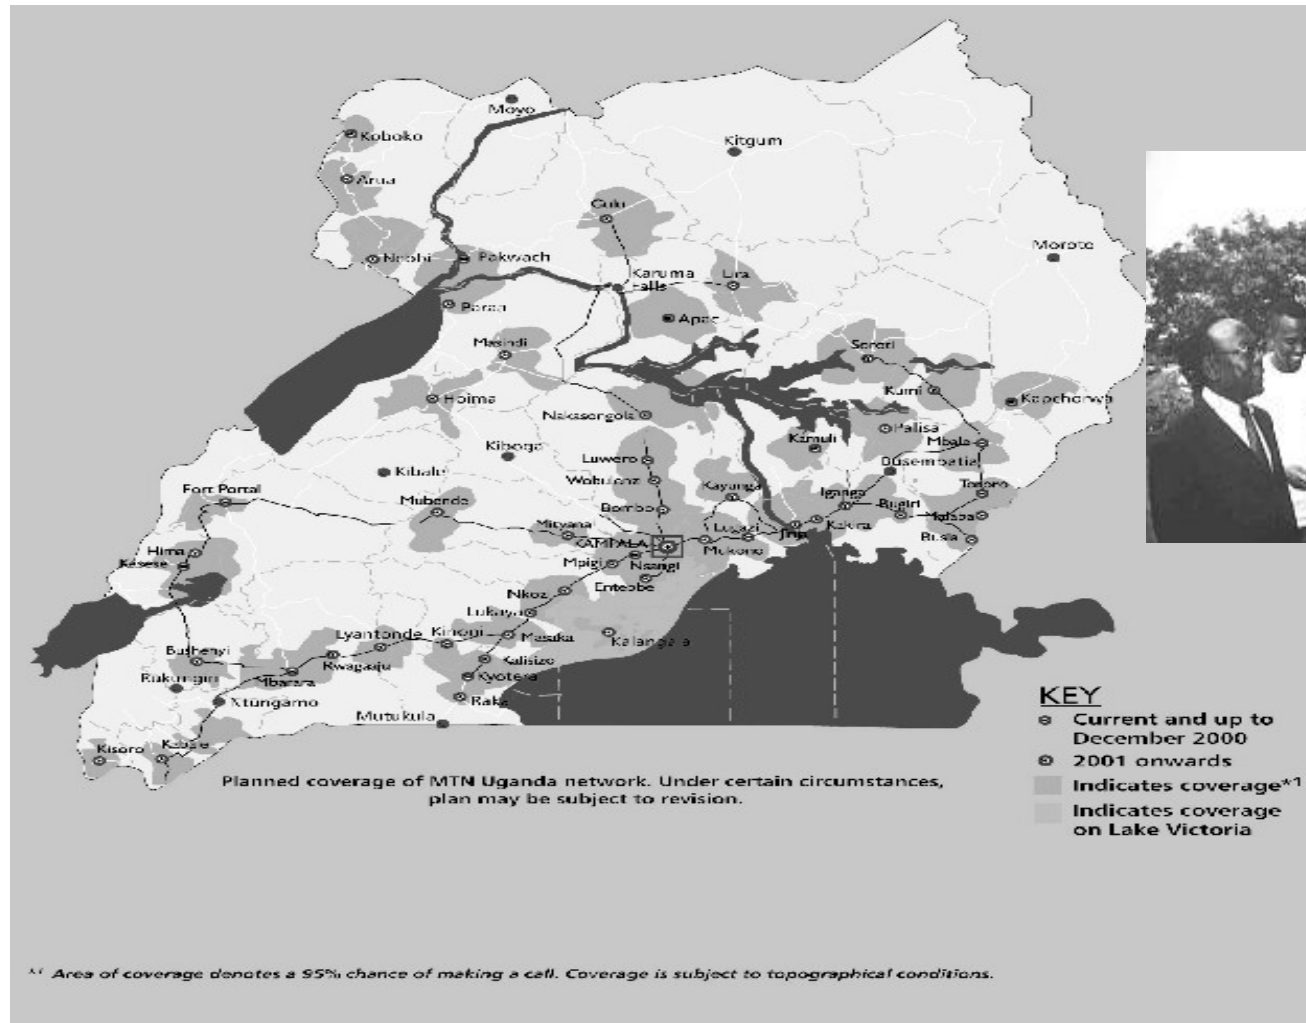 Moyo
Koboko
Kitgum
Arua
Gulu
Moroto
Nebbi
Pakwach
Karuma
Falls
Lira
Paraa
Apac
Masindi
Soroti
Kumi
Hoima
Kapchorwa
Nakasongola
Pallisa
Kamuli
Mbale
Kiboga
Luwero
Busembatia
Kibale
Wobulenzi
Kayunga
Tororo
Fort Portal
Mubende
Iganga
Bombo
Bugiri
Malaba
Mityana
Lugazi
Jinja
Kakira
Hima
KAMPALA
Mukono
Busia
Kasese
Mpigi
Nsangi
Entebbe
Nkozi
Lukaya
Lyantonde
Kinoni
Masaka
Kalangala
Bushenyi
Rwagaaju
Kalisizo
Mbarara
Kyotera
Rukungiri
Rakai
Ntungamo
Mutukula
Kisoro
Kabale
KEY
Current and up to
December 2000
2001 onwards
Indicates coverage*1
Indicates coverage
on Lake Victoria
Planned coverage of MTN Uganda network. Under certain circumstances,
plan may be subject to revision.
*1 Area of coverage denotes a 95% chance of making a call. Coverage is subject to topographical conditions.